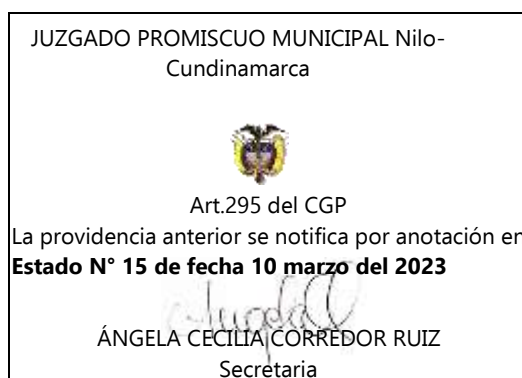 JUZGADO PROMISCUO MUNICIPAL Nilo-
Cundinamarca
Art.295 del CGP
La providencia anterior se notifica por anotación en
Estado N° 15 de fecha 10 marzo del 2023
ÁNGELA CECILIA CORREDOR RUIZ
Secretaria